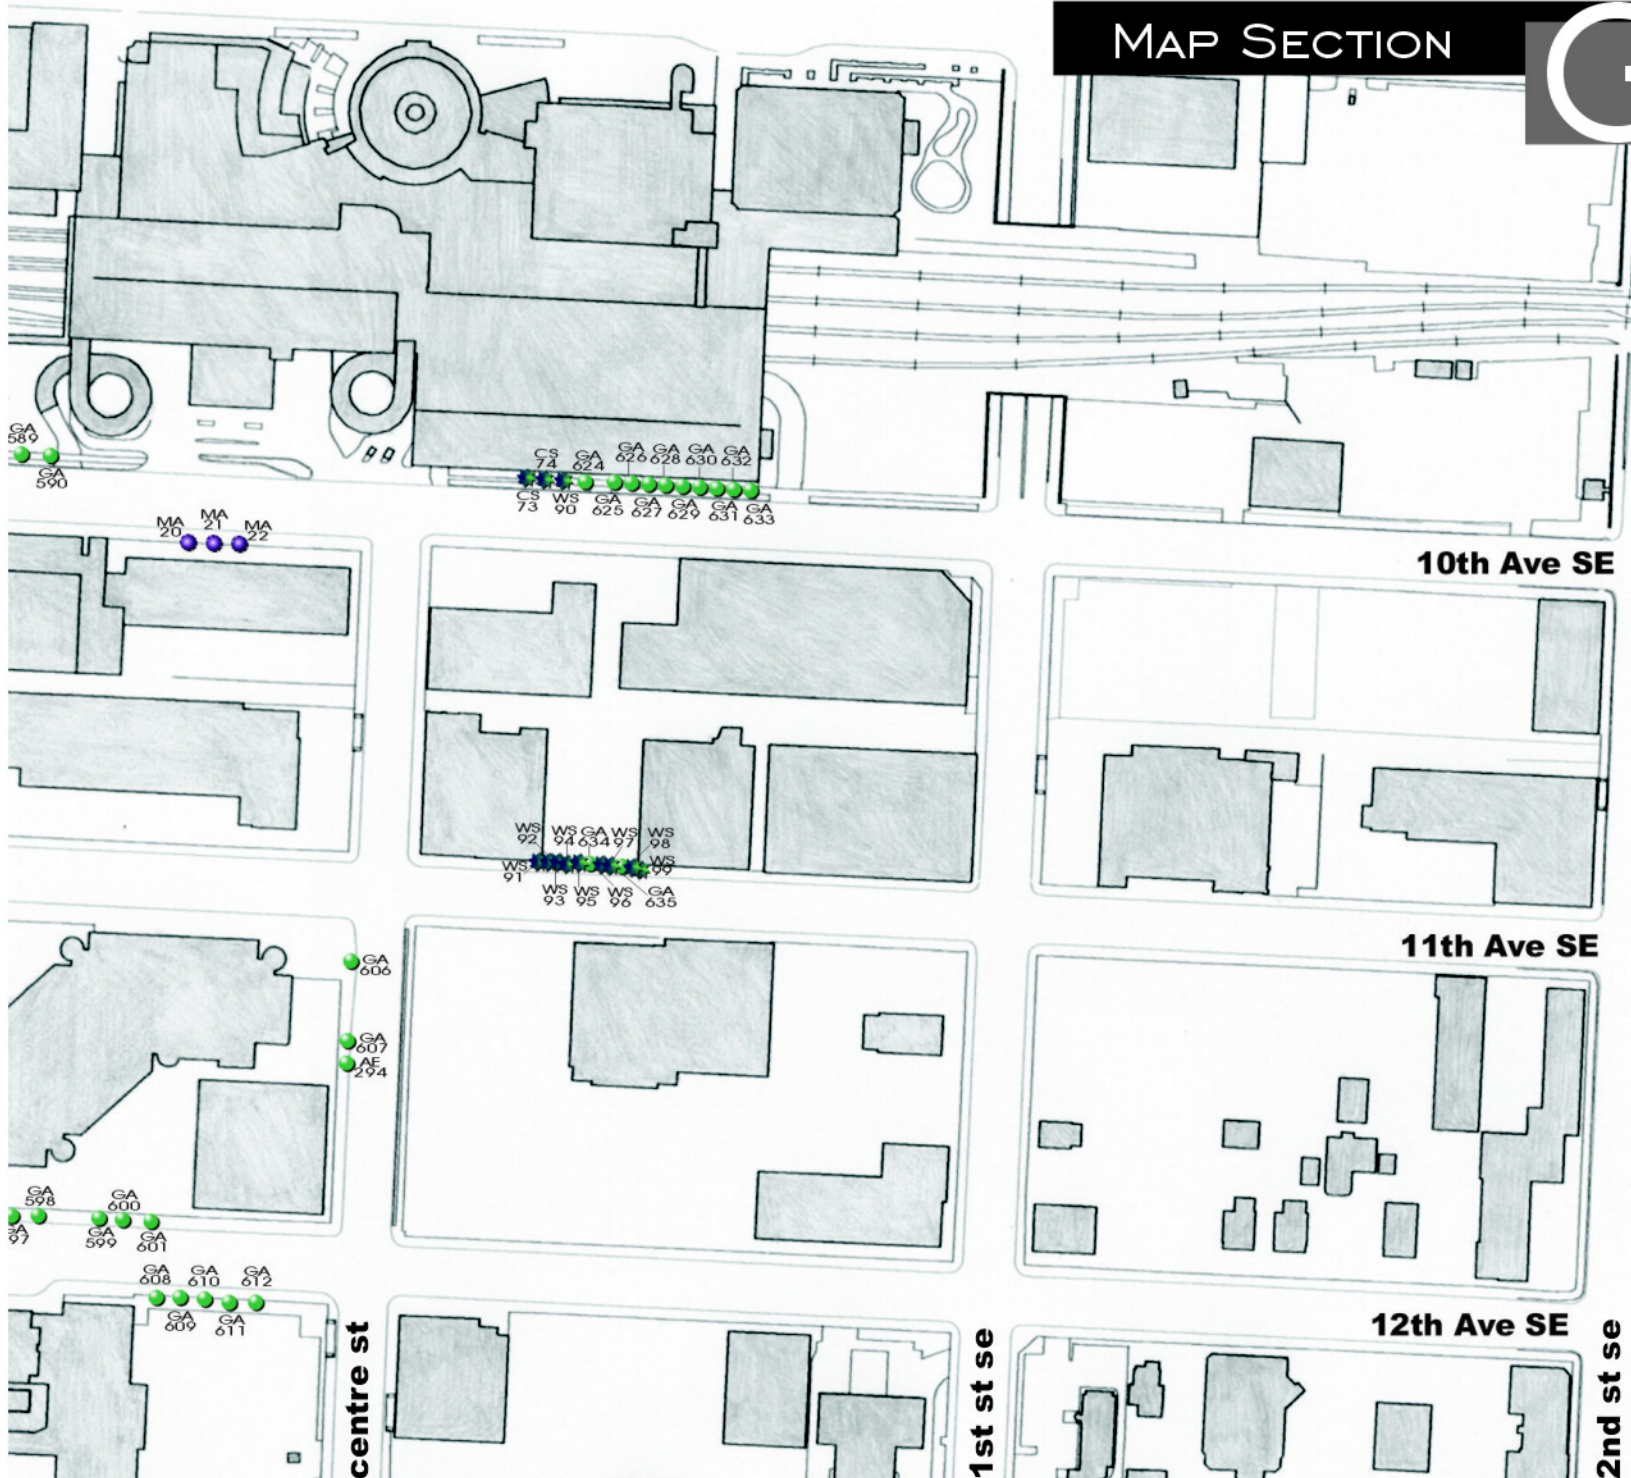 MAP SECTION
G
GA
589
GA
590
CS
74
GA
624
GA
626
GA
628
GA
630
GA
632
CS
73
WS
90
GA
625
GA
627
GA
629
GA
631
GA
633
MA
20
MA
21
MA
22
10th Ave SE
WS
92
WS
94
GA
634
WS
97
WS
98
WS
91
WS
99
WS
93
WS
95
WS
96
GA
635
11th Ave SE
GA
606
GA
607
AE
294
GA
598
GA
600
97
GA
599
GA
601
GA
608
GA
610
GA
612
GA
609
GA
611
12th Ave SE
centre st
1st st se
2nd st se